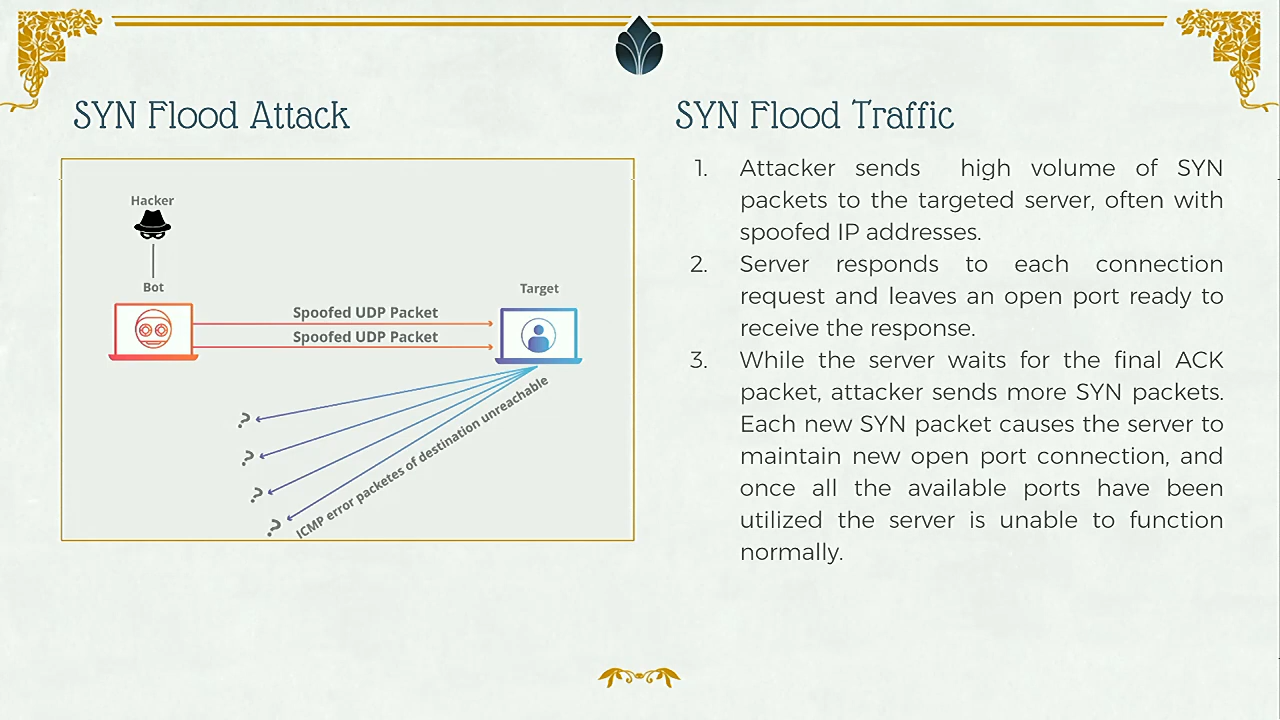 SYN Flood Attack
Hacker
Bot
Target
Spoofed UDP Packet
Spoofed UDP Packet
?
?
?
?
ICMP error packetes of destination unreachable
SYN Flood Traffic
1. Attacker sends high volume of SYN
packets to the targeted server, often with
spoofed IP addresses.
2. Server responds to each connection
request and leaves an open port ready to
receive the response.
3. While the server waits for the final ACK
packet, attacker sends more SYN packets.
Each new SYN packet causes the server to
maintain new open port connection, and
once all the available ports have been
utilized the server is unable to function
normally.